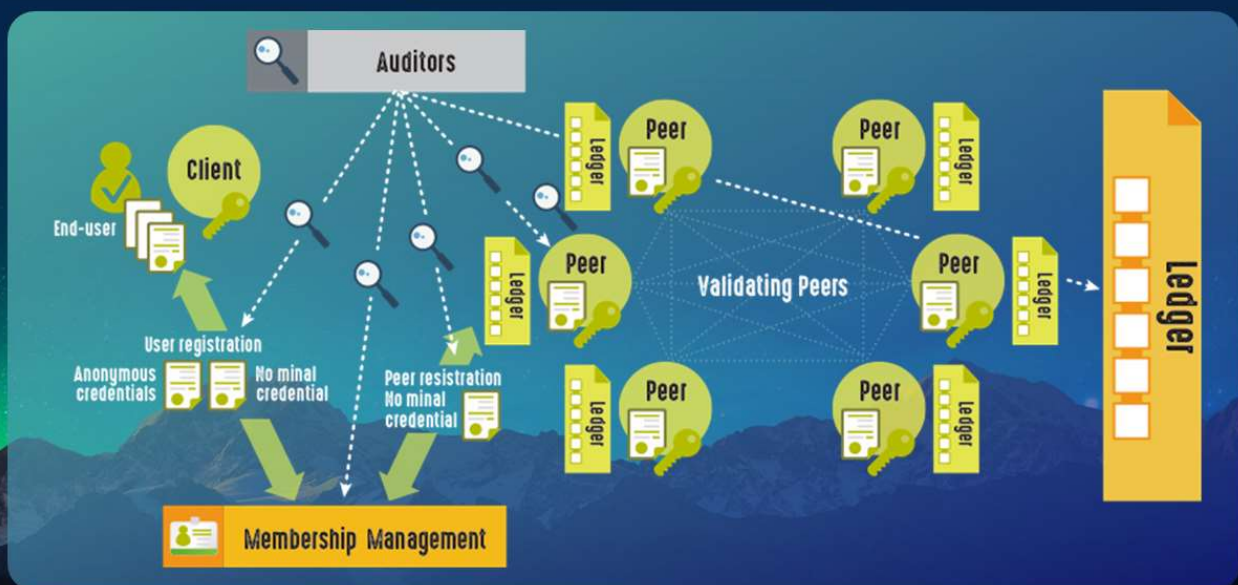 Auditors
Client
End-user
User registration
Anonymous
credentials
No minal
credential
Peer resistration
No minal
credential
Membership Management
Ledger
Peer
Peer
Ledger
Ledger
Peer
Validating Peers
Peer
Ledger
Ledger
Peer
Peer
Ledger
Ledger